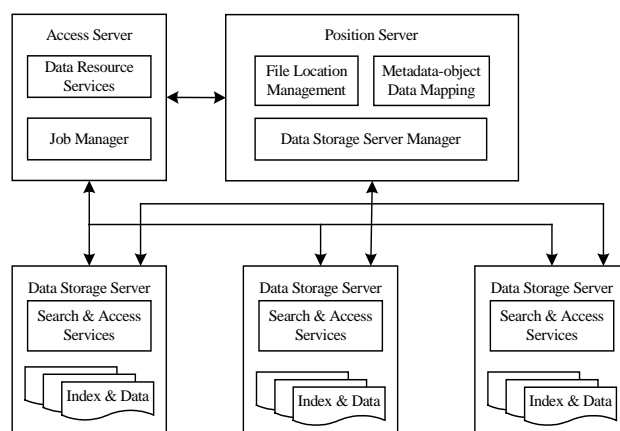 Access Server
Data Resource
Services
Job Manager
Position Server
File Location
Management
Metadata-object
Data Mapping
Data Storage Server Manager
Data Storage Server
Search & Access
Services
Index & Data
Data Storage Server
Search & Access
Services
Index & Data
Data Storage Server
Search & Access
Services
Index & Data